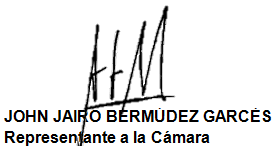 JOHN JAIRO BERMÚDEZ GARCÉS
Representante a la Cámara